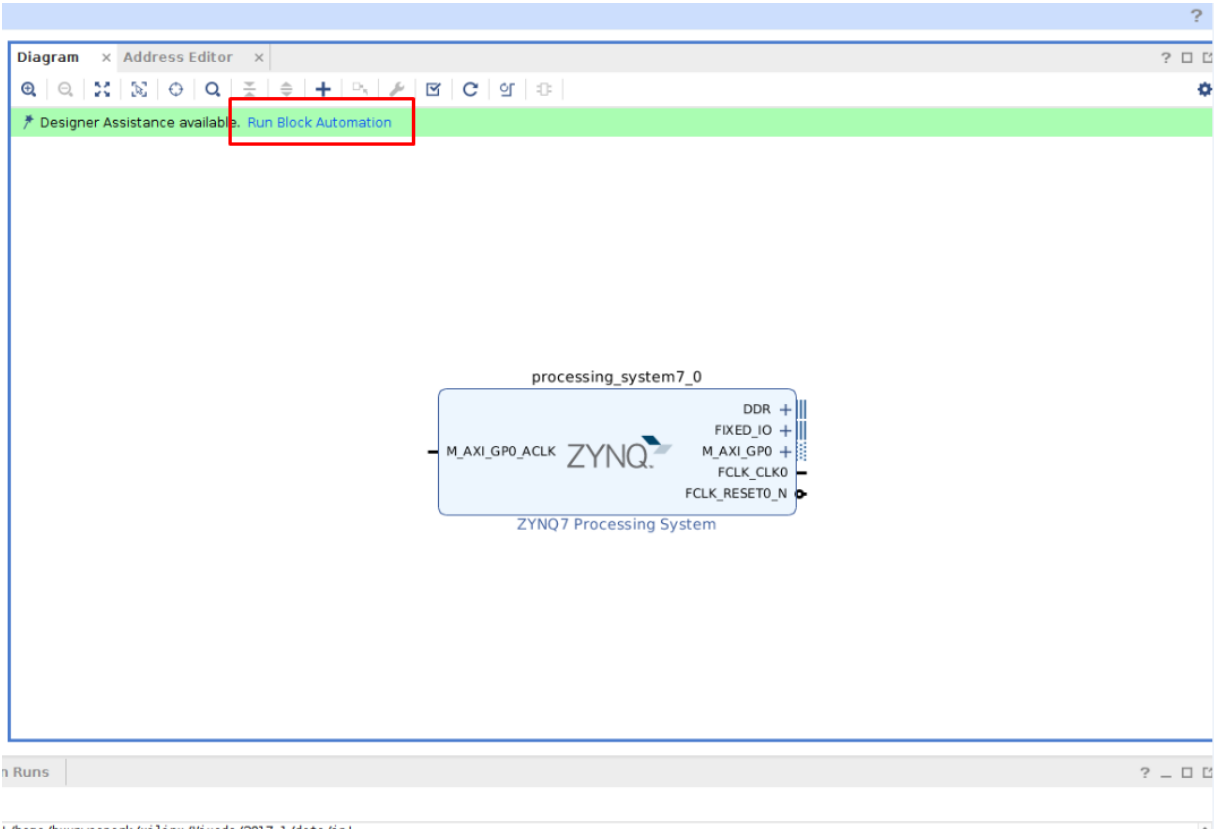 ?
Diagram × Address Editor × ?
Designer Assistance available. Run Block Automation
processing_system7_0
DDR
FIXED_IO
M_AXI_GP0_ACLK ZYNQ. M_AXI_GP0
FCLK_CLK0
FCLK_RESET0_N
ZYNQ7 Processing System
Runs ?